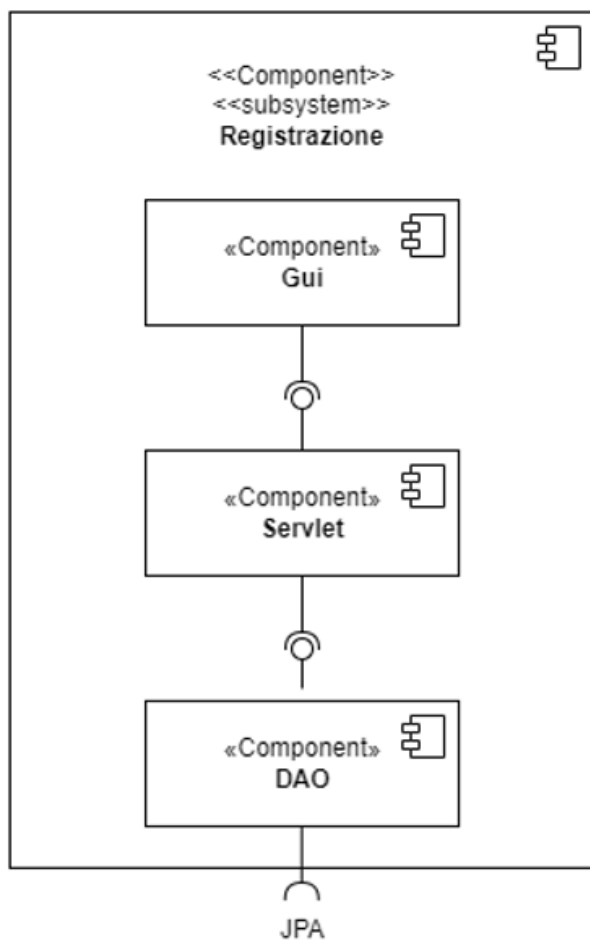 <<Component>>
<<subsystem>>
Registrazione
«Component»
Gui
«Component»
Servlet
«Component»
DAO
JPA